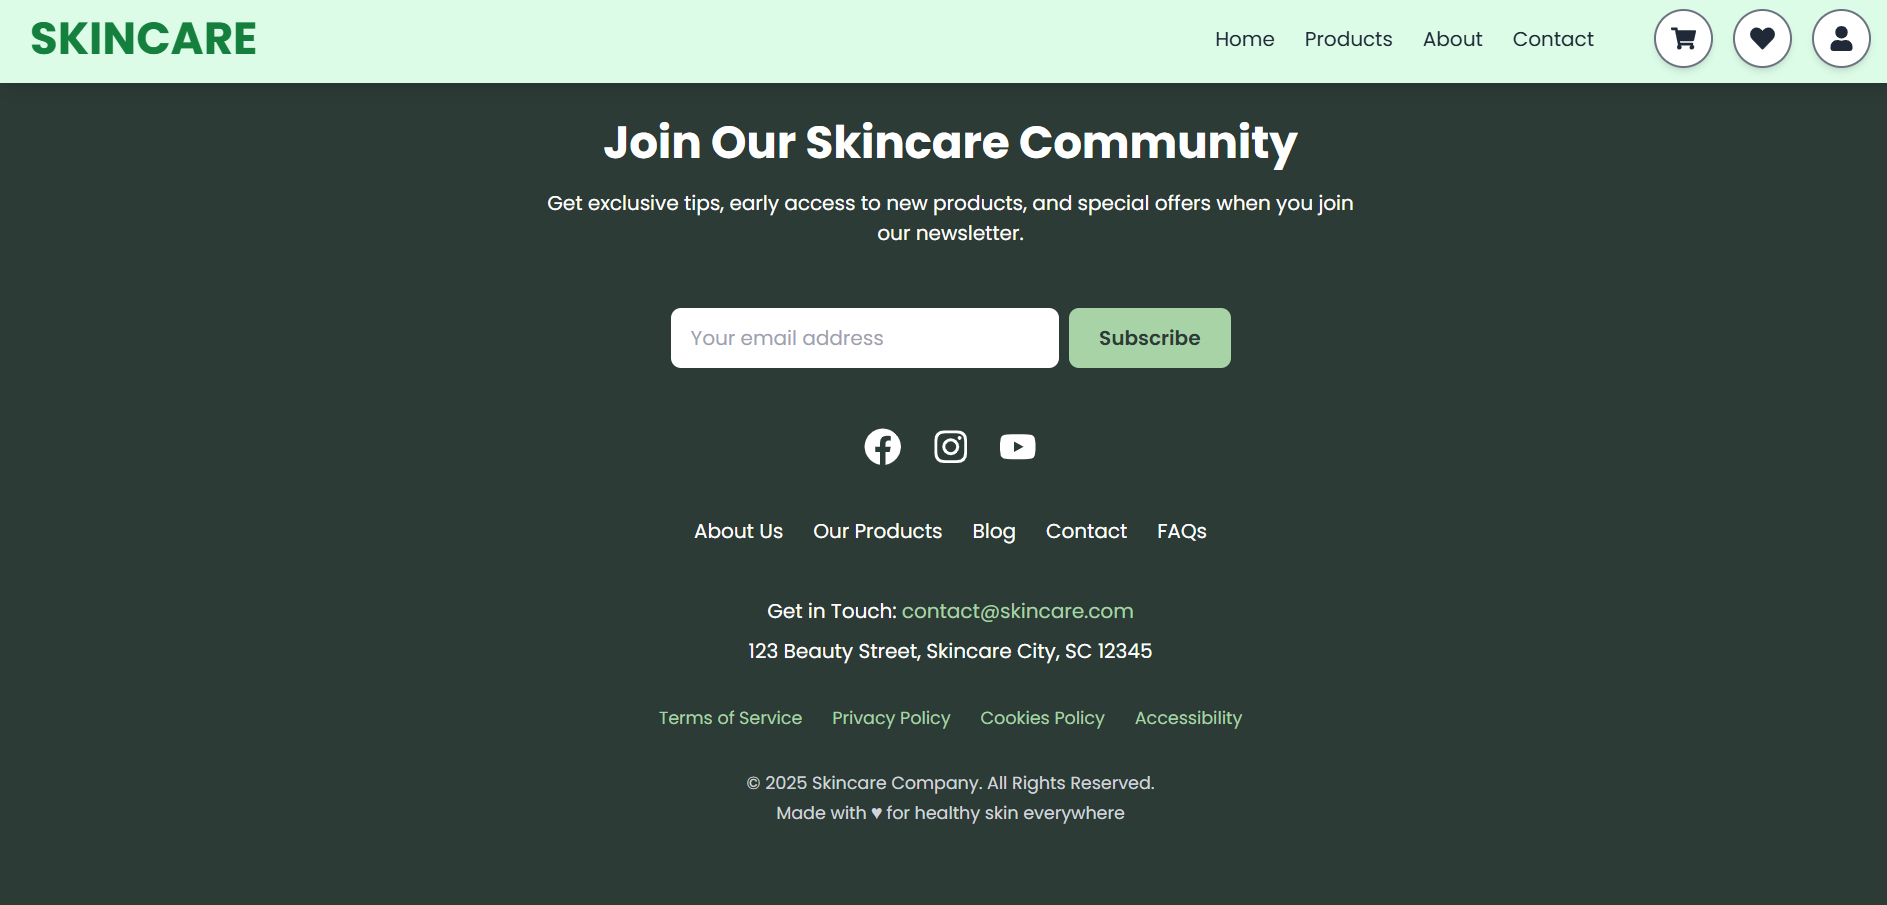 SKINCARE
Home Products About Contact
Join Our Skincare Community
Get exclusive tips, early access to new products, and special offers when you join
our newsletter.
Your email address
Subscribe
About Us Our Products Blog Contact FAQs
Get in Touch: contact@skincare.com
123 Beauty Street, Skincare City, SC 12345
Terms of Service Privacy Policy Cookies Policy Accessibility
© 2025 Skincare Company. All Rights Reserved.
Made with ♥ for healthy skin everywhere